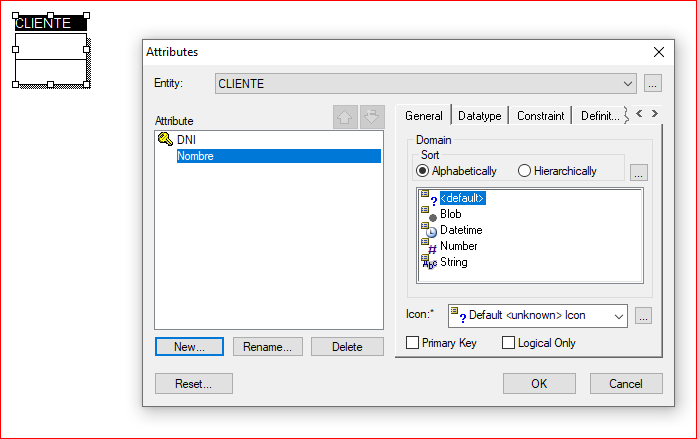 CLIENTE
Attributes
Entity:
CLIENTE
...
Attribute
DNI
Nombre
New...
Rename...
Delete
Reset...
General
Datatype
Constraint
Definit...
Domain
Sort
Alphabetically
Hierarchically
...
<default>
Blob
Datetime
Number
String
Icon:*
Default <unknown> Icon
...
Primary Key
Logical Only
OK
Cancel